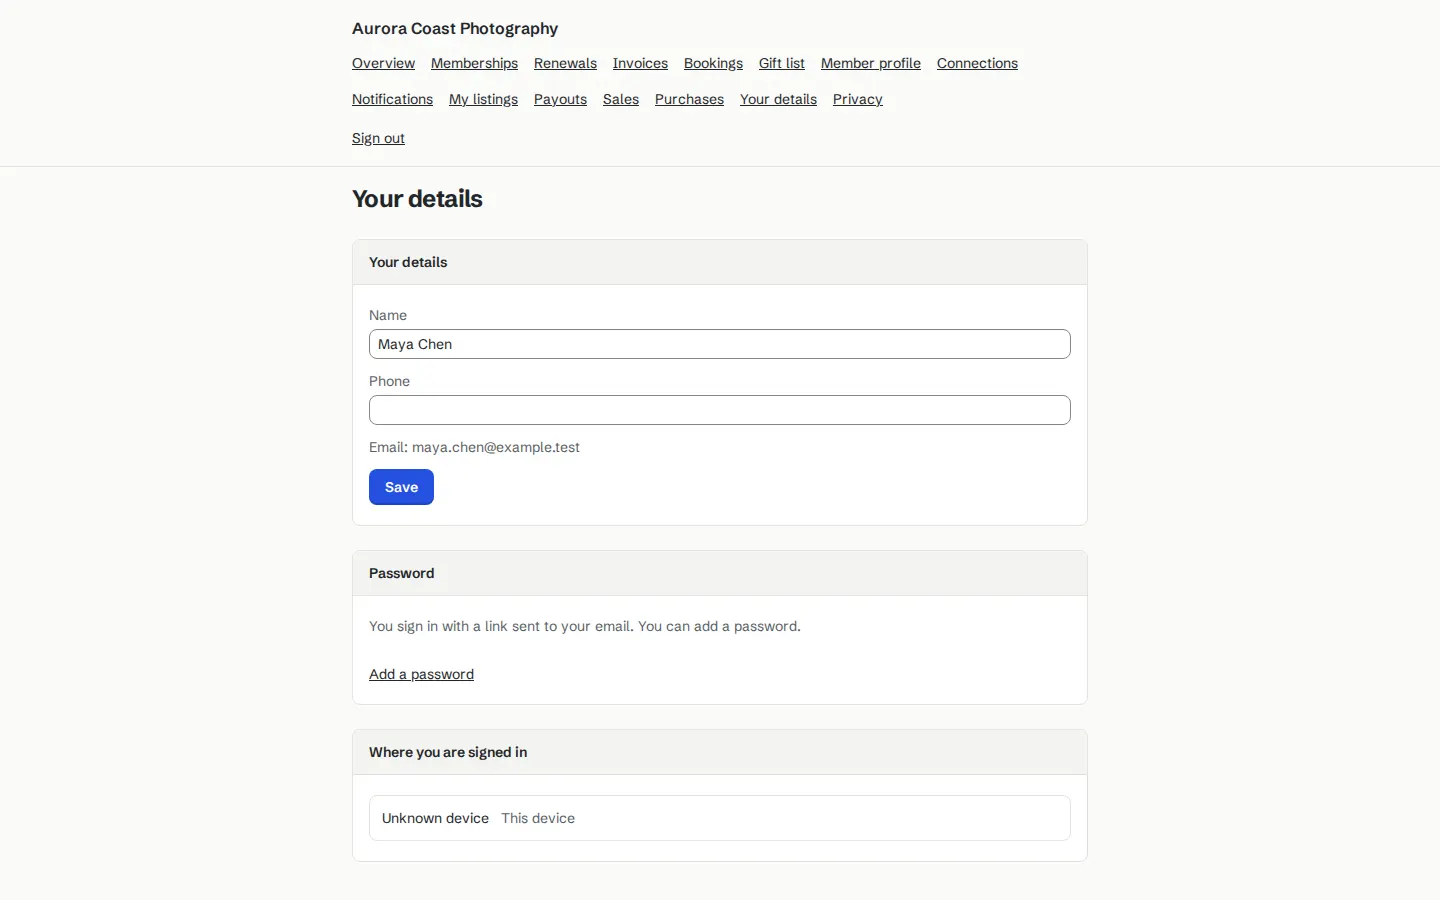 Aurora Coast Photography
Overview Memberships Renewals Invoices Bookings Gift list Member profile Connections
Notifications My listings Payouts Sales Purchases Your details Privacy
Sign out
Your details
Your details
Name
Maya Chen
Phone
Email: maya.chen@example.test
Save
Password
You sign in with a link sent to your email. You can add a password.
Add a password
Where you are signed in
Unknown device This device